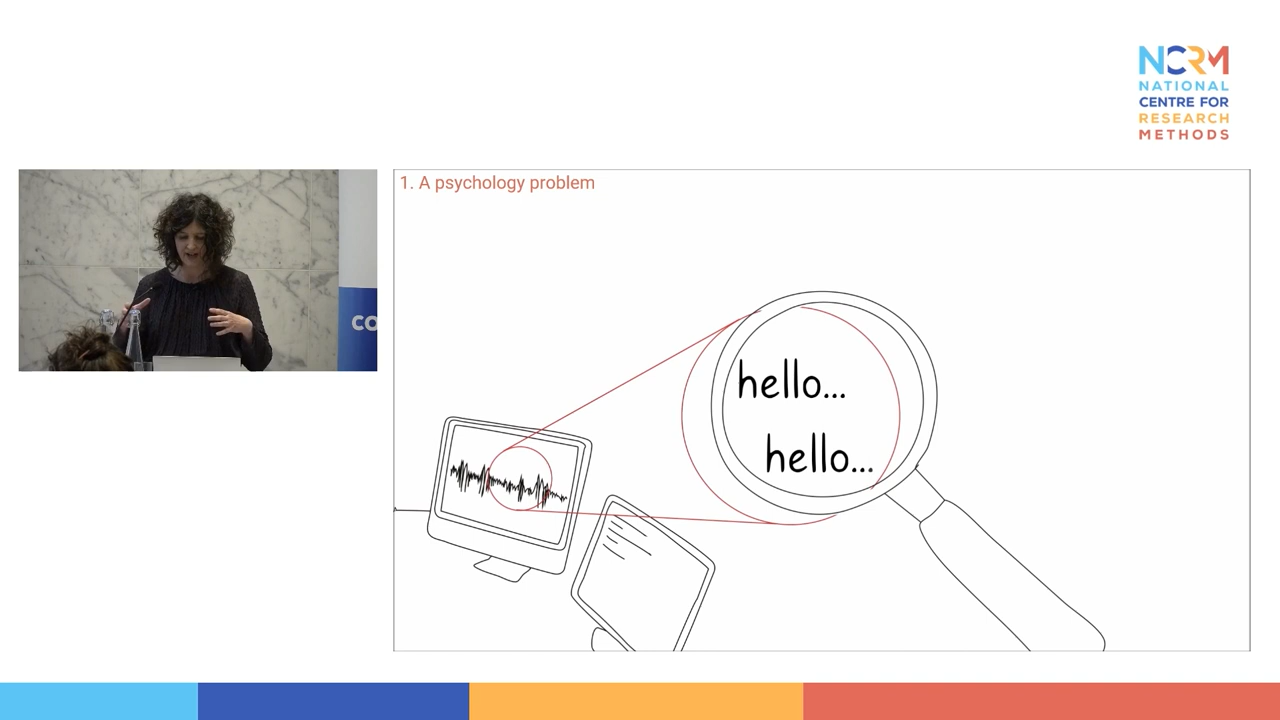 NCRM
NATIONAL
CENTRE FOR
RESEARCH
METHODS
1. A psychology problem
hello...
hello...
CO